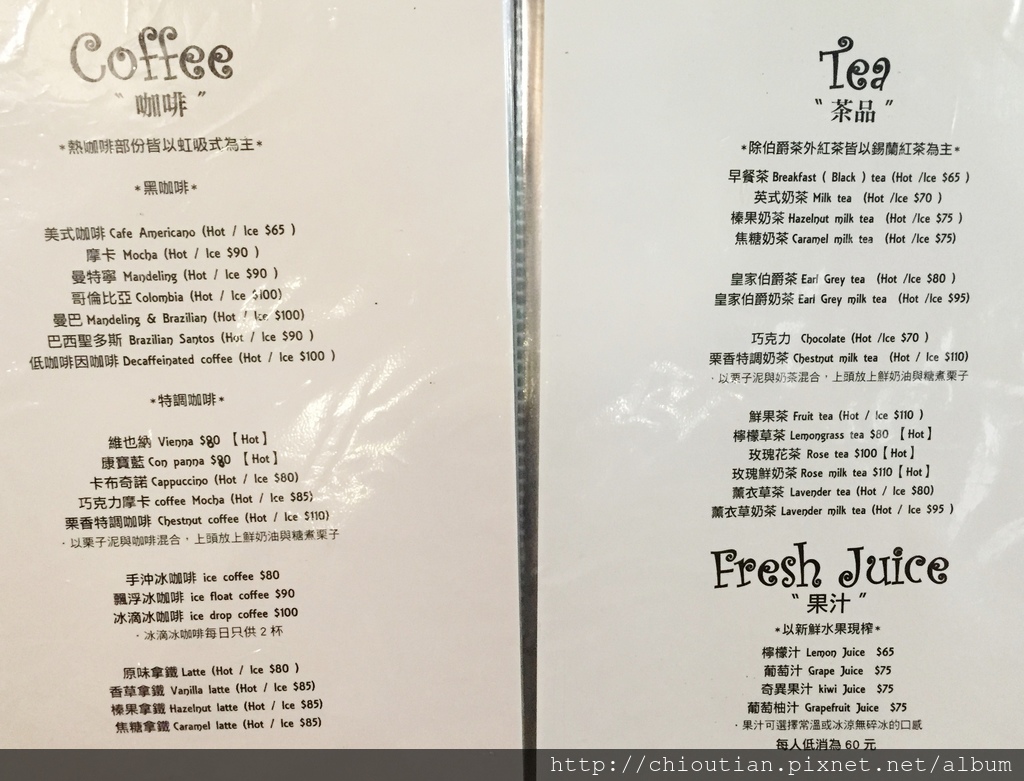 Coffee
〝 咖啡 〞
*熱咖啡部份皆以虹吸式為主*
*黑咖啡*
美式咖啡 Cafe Americano (Hot / Ice $65 )
摩卡 Mocha (Hot / Ice $90 )
曼特寧 Mandeling (Hot / Ice $90 )
哥倫比亞 Colombia (Hot / Ice $100)
曼巴 Mandeling & Brazilian (Hot / Ice $100)
巴西聖多斯 Brazilian Santos (Hot / Ice $90 )
低咖啡因咖啡 Decaffeinated coffee (Hot / Ice $100 )
*特調咖啡*
維也納 Vienna $80 【Hot】
康寶藍 Con panna $90 【Hot】
卡布奇諾 Cappuccino (Hot / Ice $80)
巧克力摩卡 coffee Mocha (Hot / Ice $85)
栗香特調咖啡 Chestnut coffee (Hot / Ice $110)
·以栗子泥與咖啡混合，上頭放上鮮奶油與糖煮栗子
手沖冰咖啡 ice coffee $80
飄浮冰咖啡 ice float coffee $90
冰滴冰咖啡 ice drop coffee $100
·冰滴冰咖啡每日只供 2 杯
原味拿鐵 Latte (Hot / Ice $80 )
香草拿鐵 Vanilla latte (Hot / Ice $85)
榛果拿鐵 Hazelnut latte (Hot / Ice $85)
焦糖拿鐵 Caramel latte (Hot / Ice $85)
Tea
〝 茶品 〞
*除伯爵茶外紅茶皆以錫蘭紅茶為主*
早餐茶 Breakfast ( Black ) tea (Hot /Ice $65 )
英式奶茶 Milk tea (Hot /Ice $70 )
榛果奶茶 Hazelnut milk tea (Hot /Ice $75 )
焦糖奶茶 Caramel milk tea (Hot /Ice $75)
皇家伯爵茶 Earl Grey tea (Hot /Ice $80 )
皇家伯爵奶茶 Earl Grey milk tea (Hot /Ice $95)
巧克力 Chocolate (Hot /Ice $70 )
栗香特調奶茶 Chestnut milk tea (Hot / Ice $110)
·以栗子泥與奶茶混合，上頭放上鮮奶油與糖煮栗子
鮮果茶 Fruit tea (Hot / Ice $110 )
檸檬草茶 Lemongrass tea $80 【Hot】
玫瑰花茶 Rose tea $100【Hot】
玫瑰鮮奶茶 Rose milk tea $110【Hot】
薰衣草茶 Lavender tea (Hot / Ice $80)
薰衣草奶茶 Lavender milk tea (Hot / Ice $95 )
Fresh Juice
〝 果汁 〞
*以新鮮水果現榨*
檸檬汁 Lemon Juice $65
葡萄汁 Grape Juice $75
奇異果汁 kiwi Juice $75
葡萄柚汁 Grapefruit Juice $75
·果汁可選擇常溫或冰涼無碎冰的口感
每人低消為 60 元
http://chioutian.pixnet.net/album